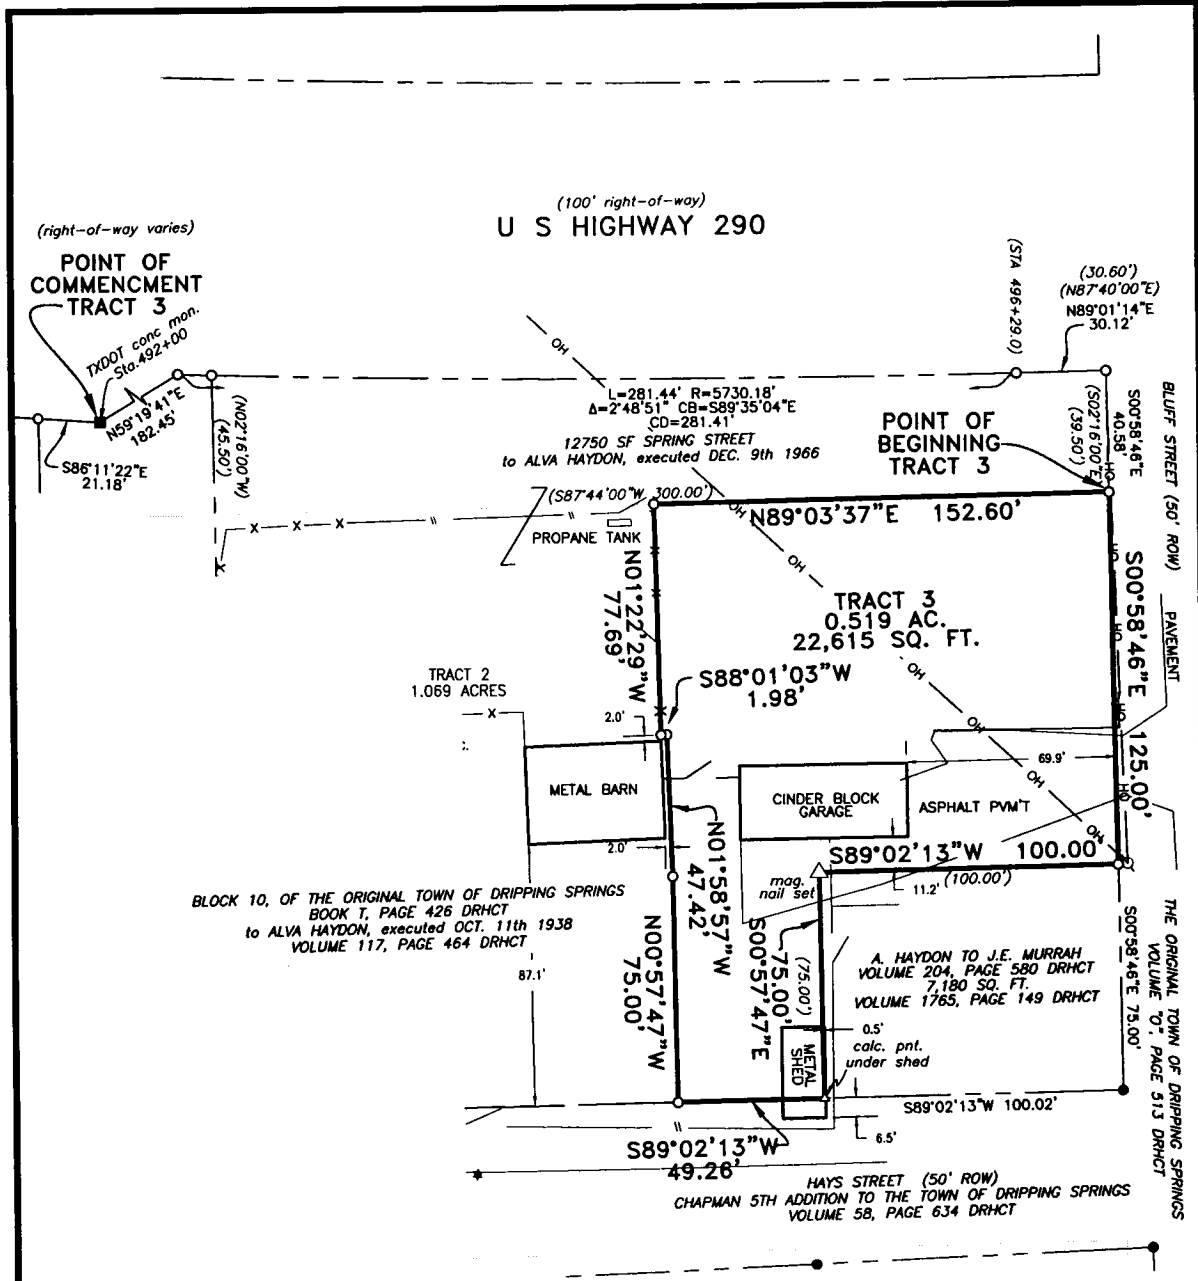 (100' right-of-way)
U S HIGHWAY 290
(right-of-way varies)
POINT OF
COMMENCMENT
TRACT 3
TXDOT conc mon.
Sta.492+00
N59°19'41"E
182.45'
S86°11'22"E
21.18'
(N02°16'00"W)
(45.50')
(STA 496+29.0)
(30.60')
(N87°40'00"E)
N89°01'14"E
30.12'
OH
L=281.44' R=5730.18'
Δ=2°48'51" CB=S89°35'04"E
CD=281.41'
12750 SF SPRING STREET
to ALVA HAYDON, executed DEC. 9th 1966
POINT OF
BEGINNING
TRACT 3
S00°58'46"E
40.58'
(S02°16'00"E)
(39.50')
BLUFF STREET (50' ROW)
(S87°44'00"W 300.00')
N89°03'37"E 152.60'
OH
PROPANE TANK
OH
N01°22'29"W
77.69'
TRACT 3
0.519 AC.
22,615 SQ. FT.
OH
S00°58'46"E 125.00'
PAVEMENT
OH
OH
OH
OH
OH
TRACT 2
1.069 ACRES
S88°01'03"W
1.98'
2.0'
OH
69.9'
OH
METAL BARN
CINDER BLOCK
GARAGE
ASPHALT PVM'T
OH
2.0'
S89°02'13"W 100.00'
(100.00')
11.2'
mag.
nail set
N01°58'57"W
47.42'
BLOCK 10, OF THE ORIGINAL TOWN OF DRIPPING SPRINGS
BOOK T, PAGE 426 DRHCT
to ALVA HAYDON, executed OCT. 11th 1938
VOLUME 117, PAGE 464 DRHCT
87.1'
N00°57'47"W
75.00'
S00°57'47"E
75.00'
(75.00')
A. HAYDON TO J.E. MURRAH
VOLUME 204, PAGE 580 DRHCT
7,180 SQ. FT.
VOLUME 1765, PAGE 149 DRHCT
S00°58'46"E 75.00'
THE ORIGINAL TOWN OF DRIPPING SPRINGS
VOLUME "O", PAGE 513 DRHCT
METAL
SHED
0.5'
calc. pnt.
under shed
S89°02'13"W 100.02'
6.5'
S89°02'13"W
49.26'
HAYS STREET (50' ROW)
CHAPMAN 5TH ADDITION TO THE TOWN OF DRIPPING SPRINGS
VOLUME 58, PAGE 634 DRHCT